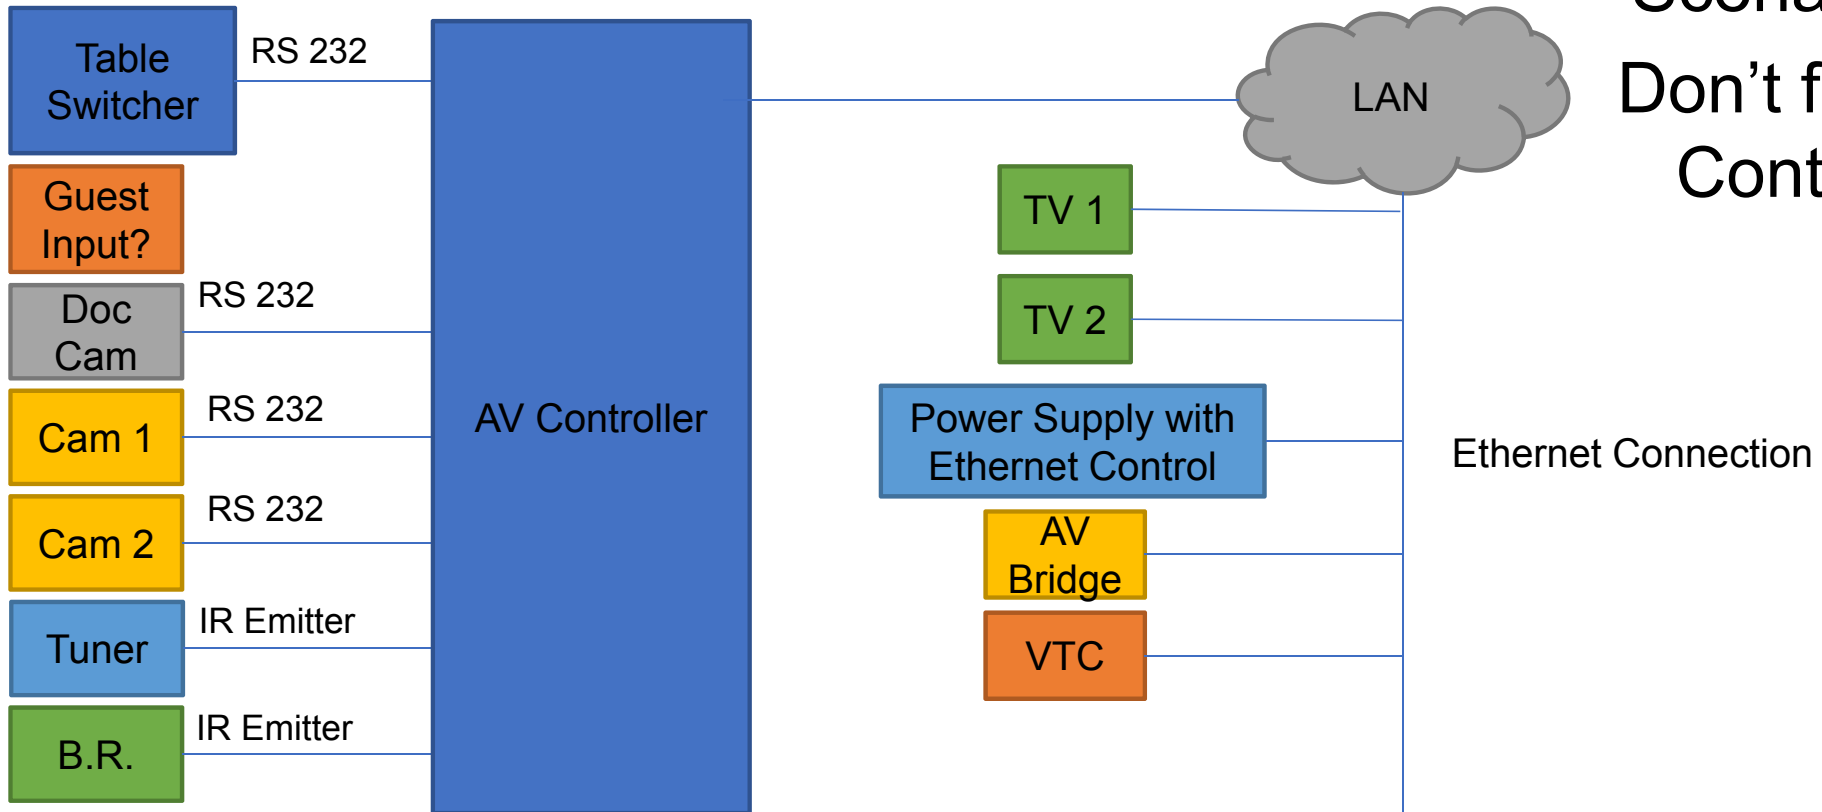 Table
Switcher
RS 232
Guest
Input?
Doc
Cam
RS 232
Cam 1
RS 232
Cam 2
RS 232
Tuner
IR Emitter
B.R.
IR Emitter
AV Controller
LAN
TV 1
TV 2
Power Supply with
Ethernet Control
AV
Bridge
VTC
Ethernet Connection
Don’t f
Cont